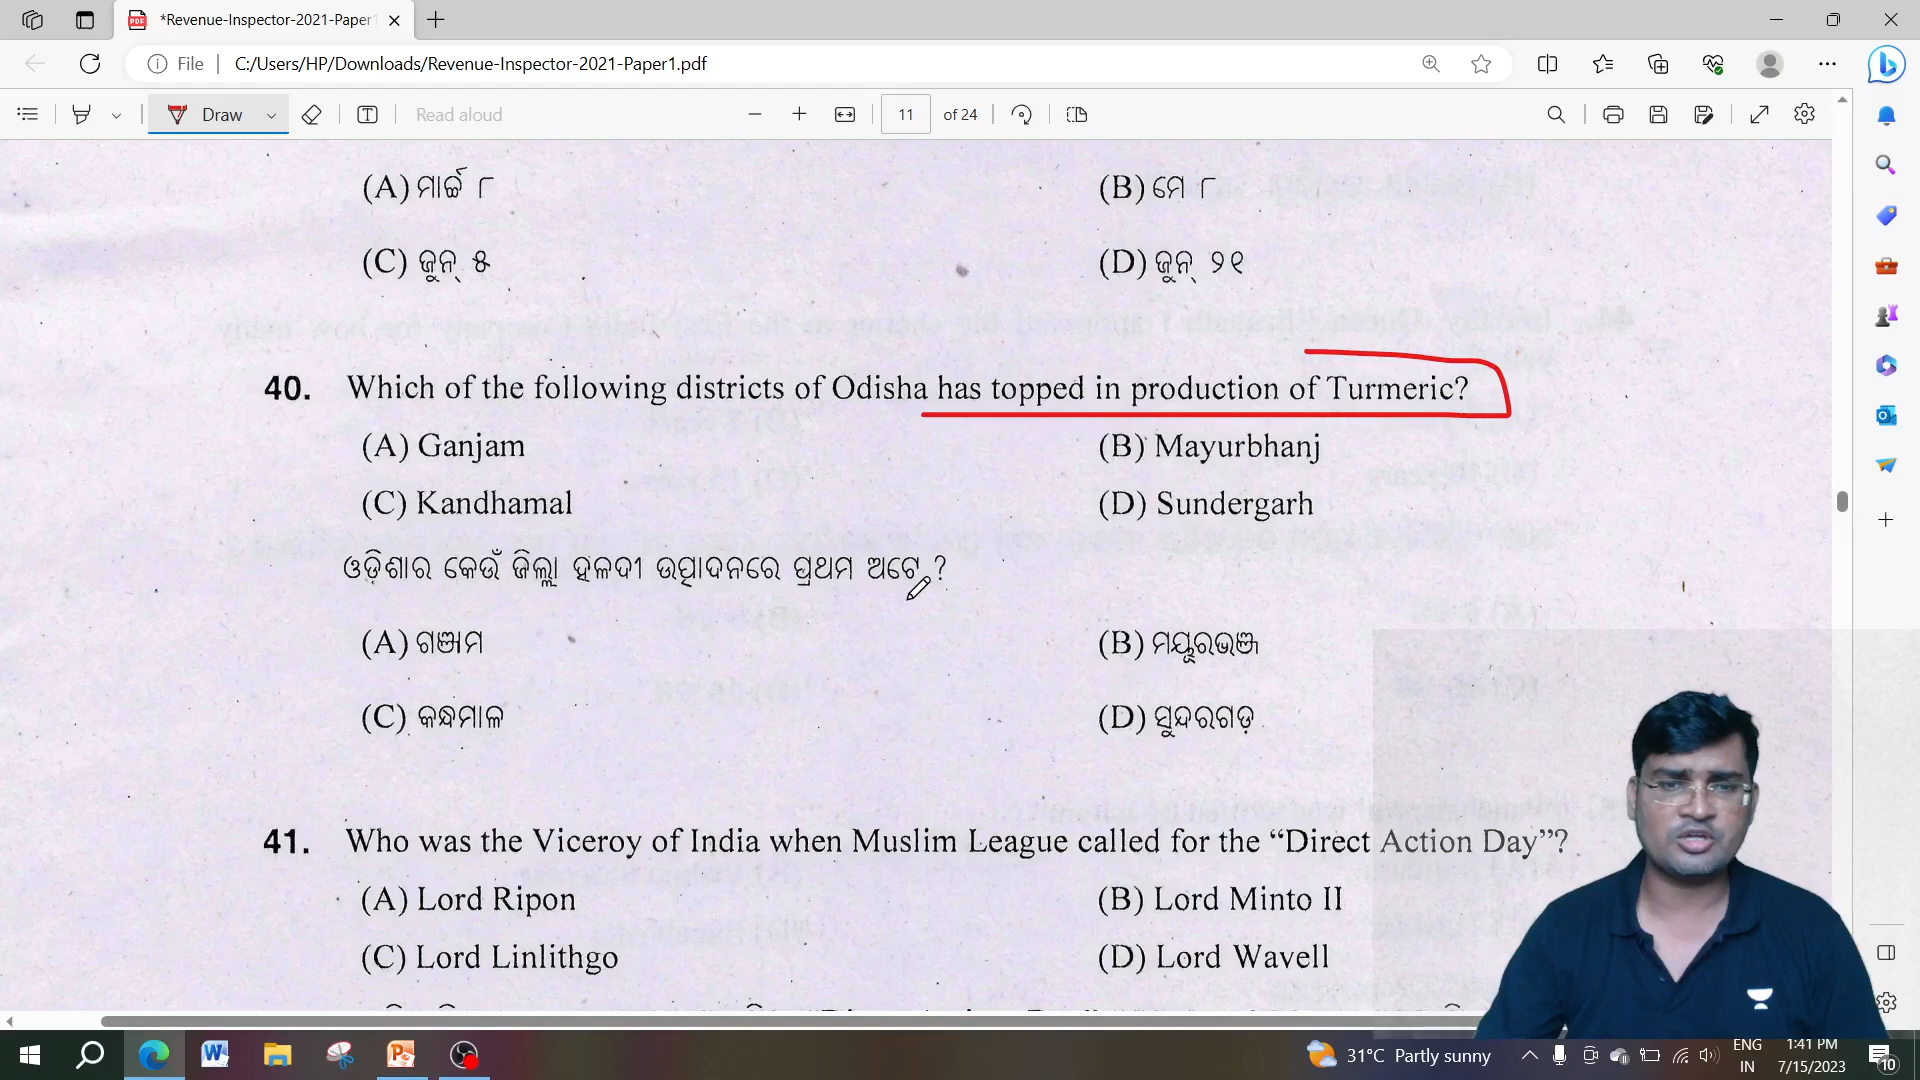 *Revenue-Inspector-2021-Paper1
File
C:/Users/HP/Downloads/Revenue-Inspector-2021-Paper1.pdf
Draw
Read aloud
11 of 24
(A) ମାର୍ଚ୍ଚ ୮ (B) ମେ ୮
(C) ଜୁନ୍ ୫ (D) ଜୁନ୍ ୨୧
40. Which of the following districts of Odisha has topped in production of Turmeric?
(A) Ganjam (B) Mayurbhanj
(C) Kandhamal (D) Sundergarh
ଓଡ଼ିଶାର କେଉଁ ଜିଲ୍ଲା ହଳଦୀ ଉତ୍ପାଦନରେ ପ୍ରଥମ ଅଟେ ?
(A) ଗଞ୍ଜାମ (B) ମୟୂରଭଞ୍ଜ
(C) କନ୍ଧମାଳ (D) ସୁନ୍ଦରଗଡ଼
41. Who was the Viceroy of India when Muslim League called for the “Direct Action Day”?
(A) Lord Ripon (B) Lord Minto II
(C) Lord Linlithgo (D) Lord Wavell
31°C Partly sunny
ENG
IN
1:41 PM
7/15/2023
10